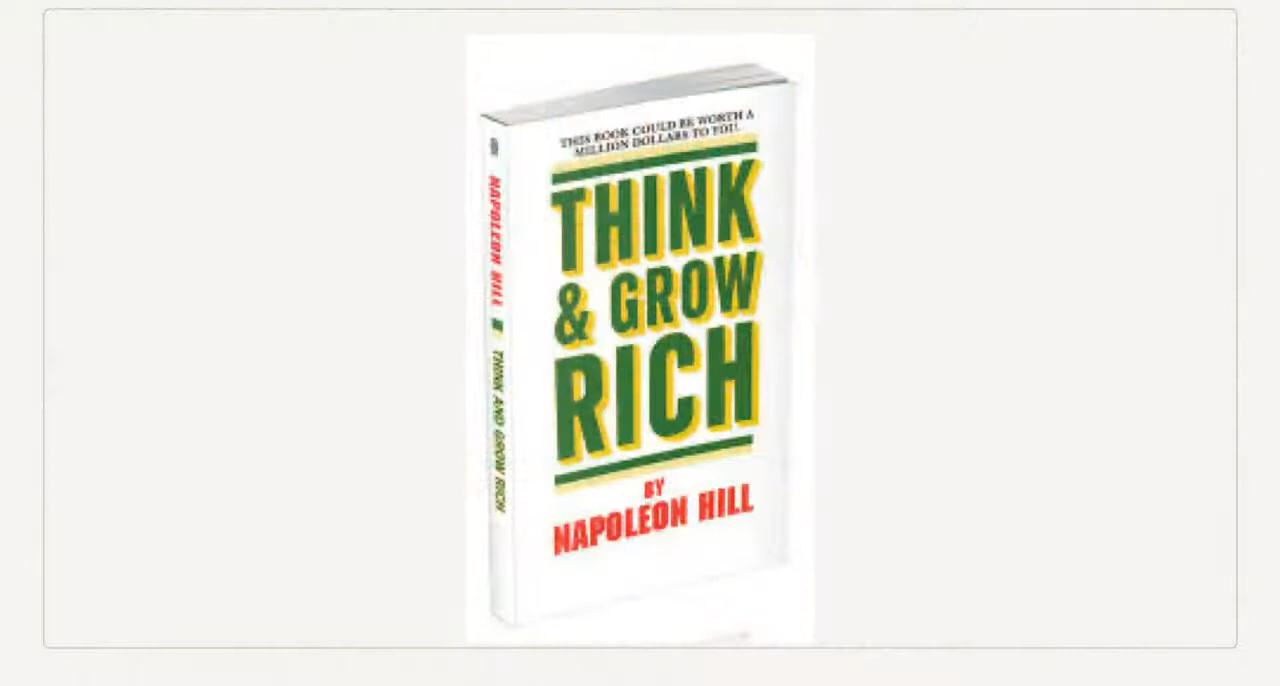 THIS BOOK COULD BE WORTH A
MILLION DOLLARS TO YOU.
THINK
& GROW
RICH
BY
NAPOLEON HILL
NAPOLEON HILL THINK AND GROW RICH